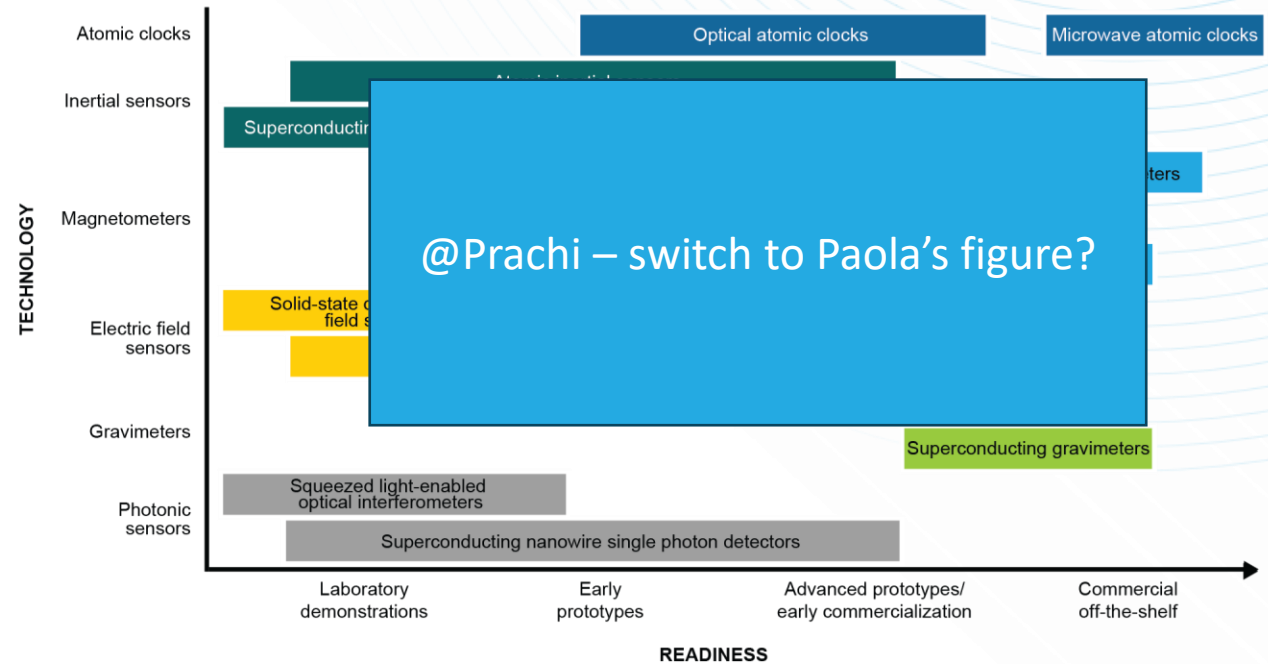 Atomic clocks
Optical atomic clocks
Microwave atomic clocks
Inertial sensors
Magnetometers
@Prachi – switch to Paola’s figure?
TECHNOLOGY
Solid-state
field
Electric field
sensors
Gravimeters
Superconducting gravimeters
Squeezed light-enabled
optical interferometers
Photonic
sensors
Superconducting nanowire single photon detectors
Laboratory
demonstrations
Early
prototypes
Advanced prototypes/
early commercialization
Commercial
off-the-shelf
READINESS